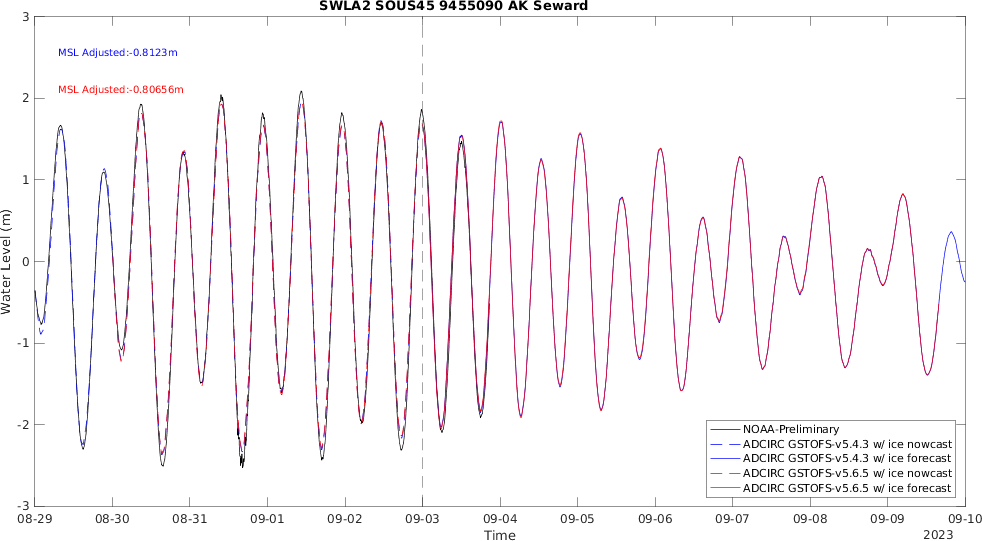 SWLA2 SOUS45 9455090 AK Seward
MSL Adjusted:-0.8123m
MSL Adjusted:-0.80656m
Water Level (m)
3
2
1
0
-1
-2
-3
NOAA-Preliminary
ADCIRC GSTOFS-v5.4.3 w/ ice nowcast
ADCIRC GSTOFS-v5.4.3 w/ ice forecast
ADCIRC GSTOFS-v5.6.5 w/ ice nowcast
ADCIRC GSTOFS-v5.6.5 w/ ice forecast
08-29 08-30 08-31 09-01 09-02 09-03 09-04 09-05 09-06 09-07 09-08 09-09 09-10
Time
2023